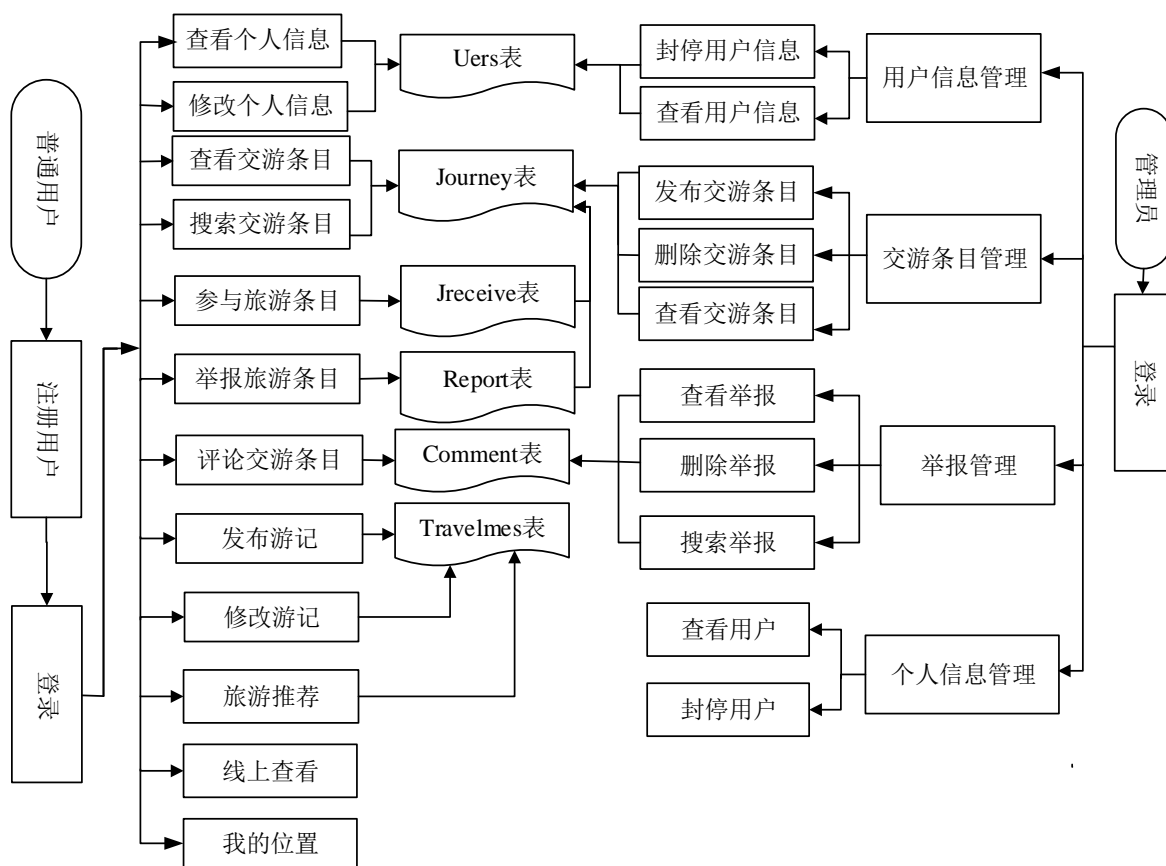 普通用户
注册用户
登录
查看个人信息
修改个人信息
查看交游条目
搜索交游条目
参与旅游条目
举报旅游条目
评论交游条目
发布游记
修改游记
旅游推荐
线上查看
我的位置
Uers表
Journey表
Jreceive表
Report表
Comment表
Travelmes表
封停用户信息
查看用户信息
发布交游条目
删除交游条目
查看交游条目
查看举报
删除举报
搜索举报
查看用户
封停用户
用户信息管理
交游条目管理
举报管理
个人信息管理
管理员
登录